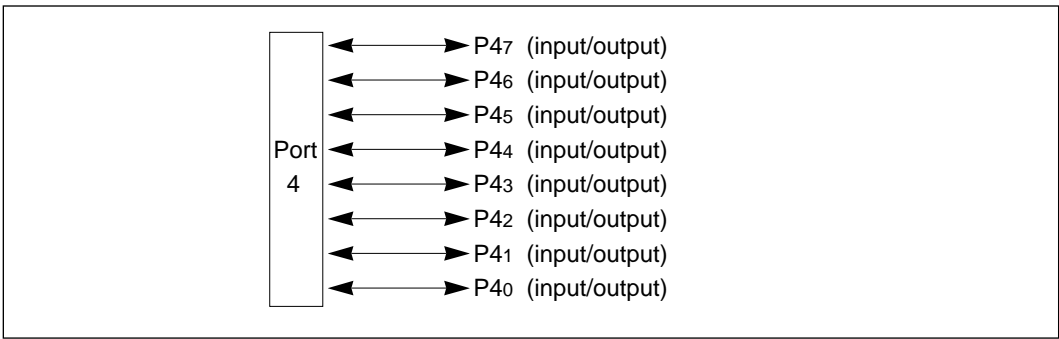 P47 (input/output)
P46 (input/output)
P45 (input/output)
Port
P44 (input/output)
4
P43 (input/output)
P42 (input/output)
P41 (input/output)
P40 (input/output)